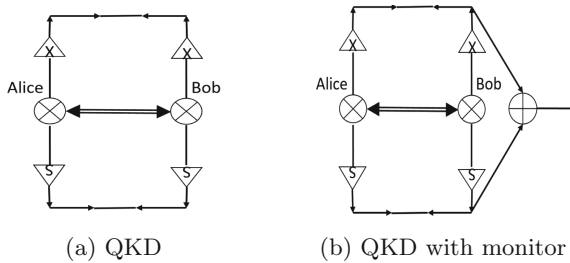 X X X X
Alice Bob Alice Bob
S S S S
(a) QKD (b) QKD with monitor